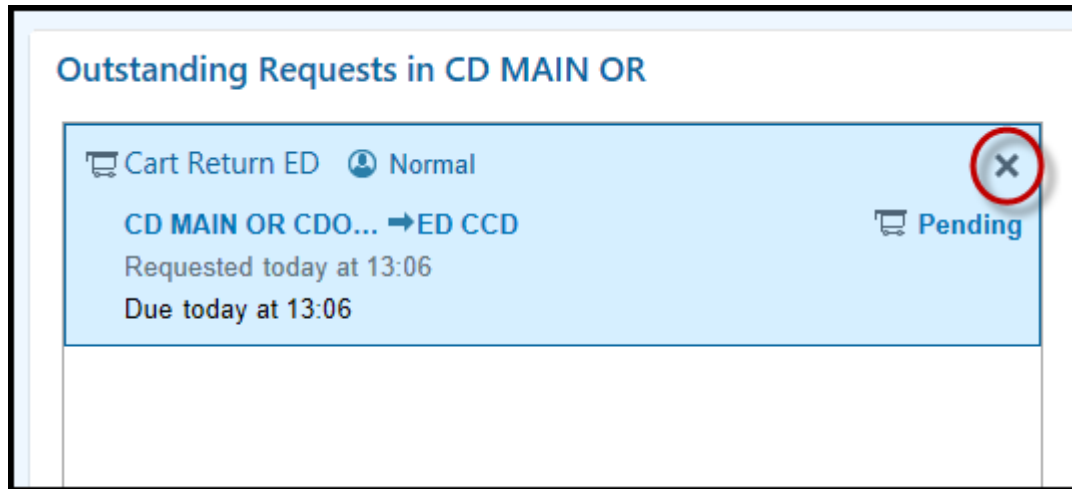 Outstanding Requests in CD MAIN OR
Cart Return ED Normal
CD MAIN OR CDO... ➡ED CCD Pending
Requested today at 13:06
Due today at 13:06